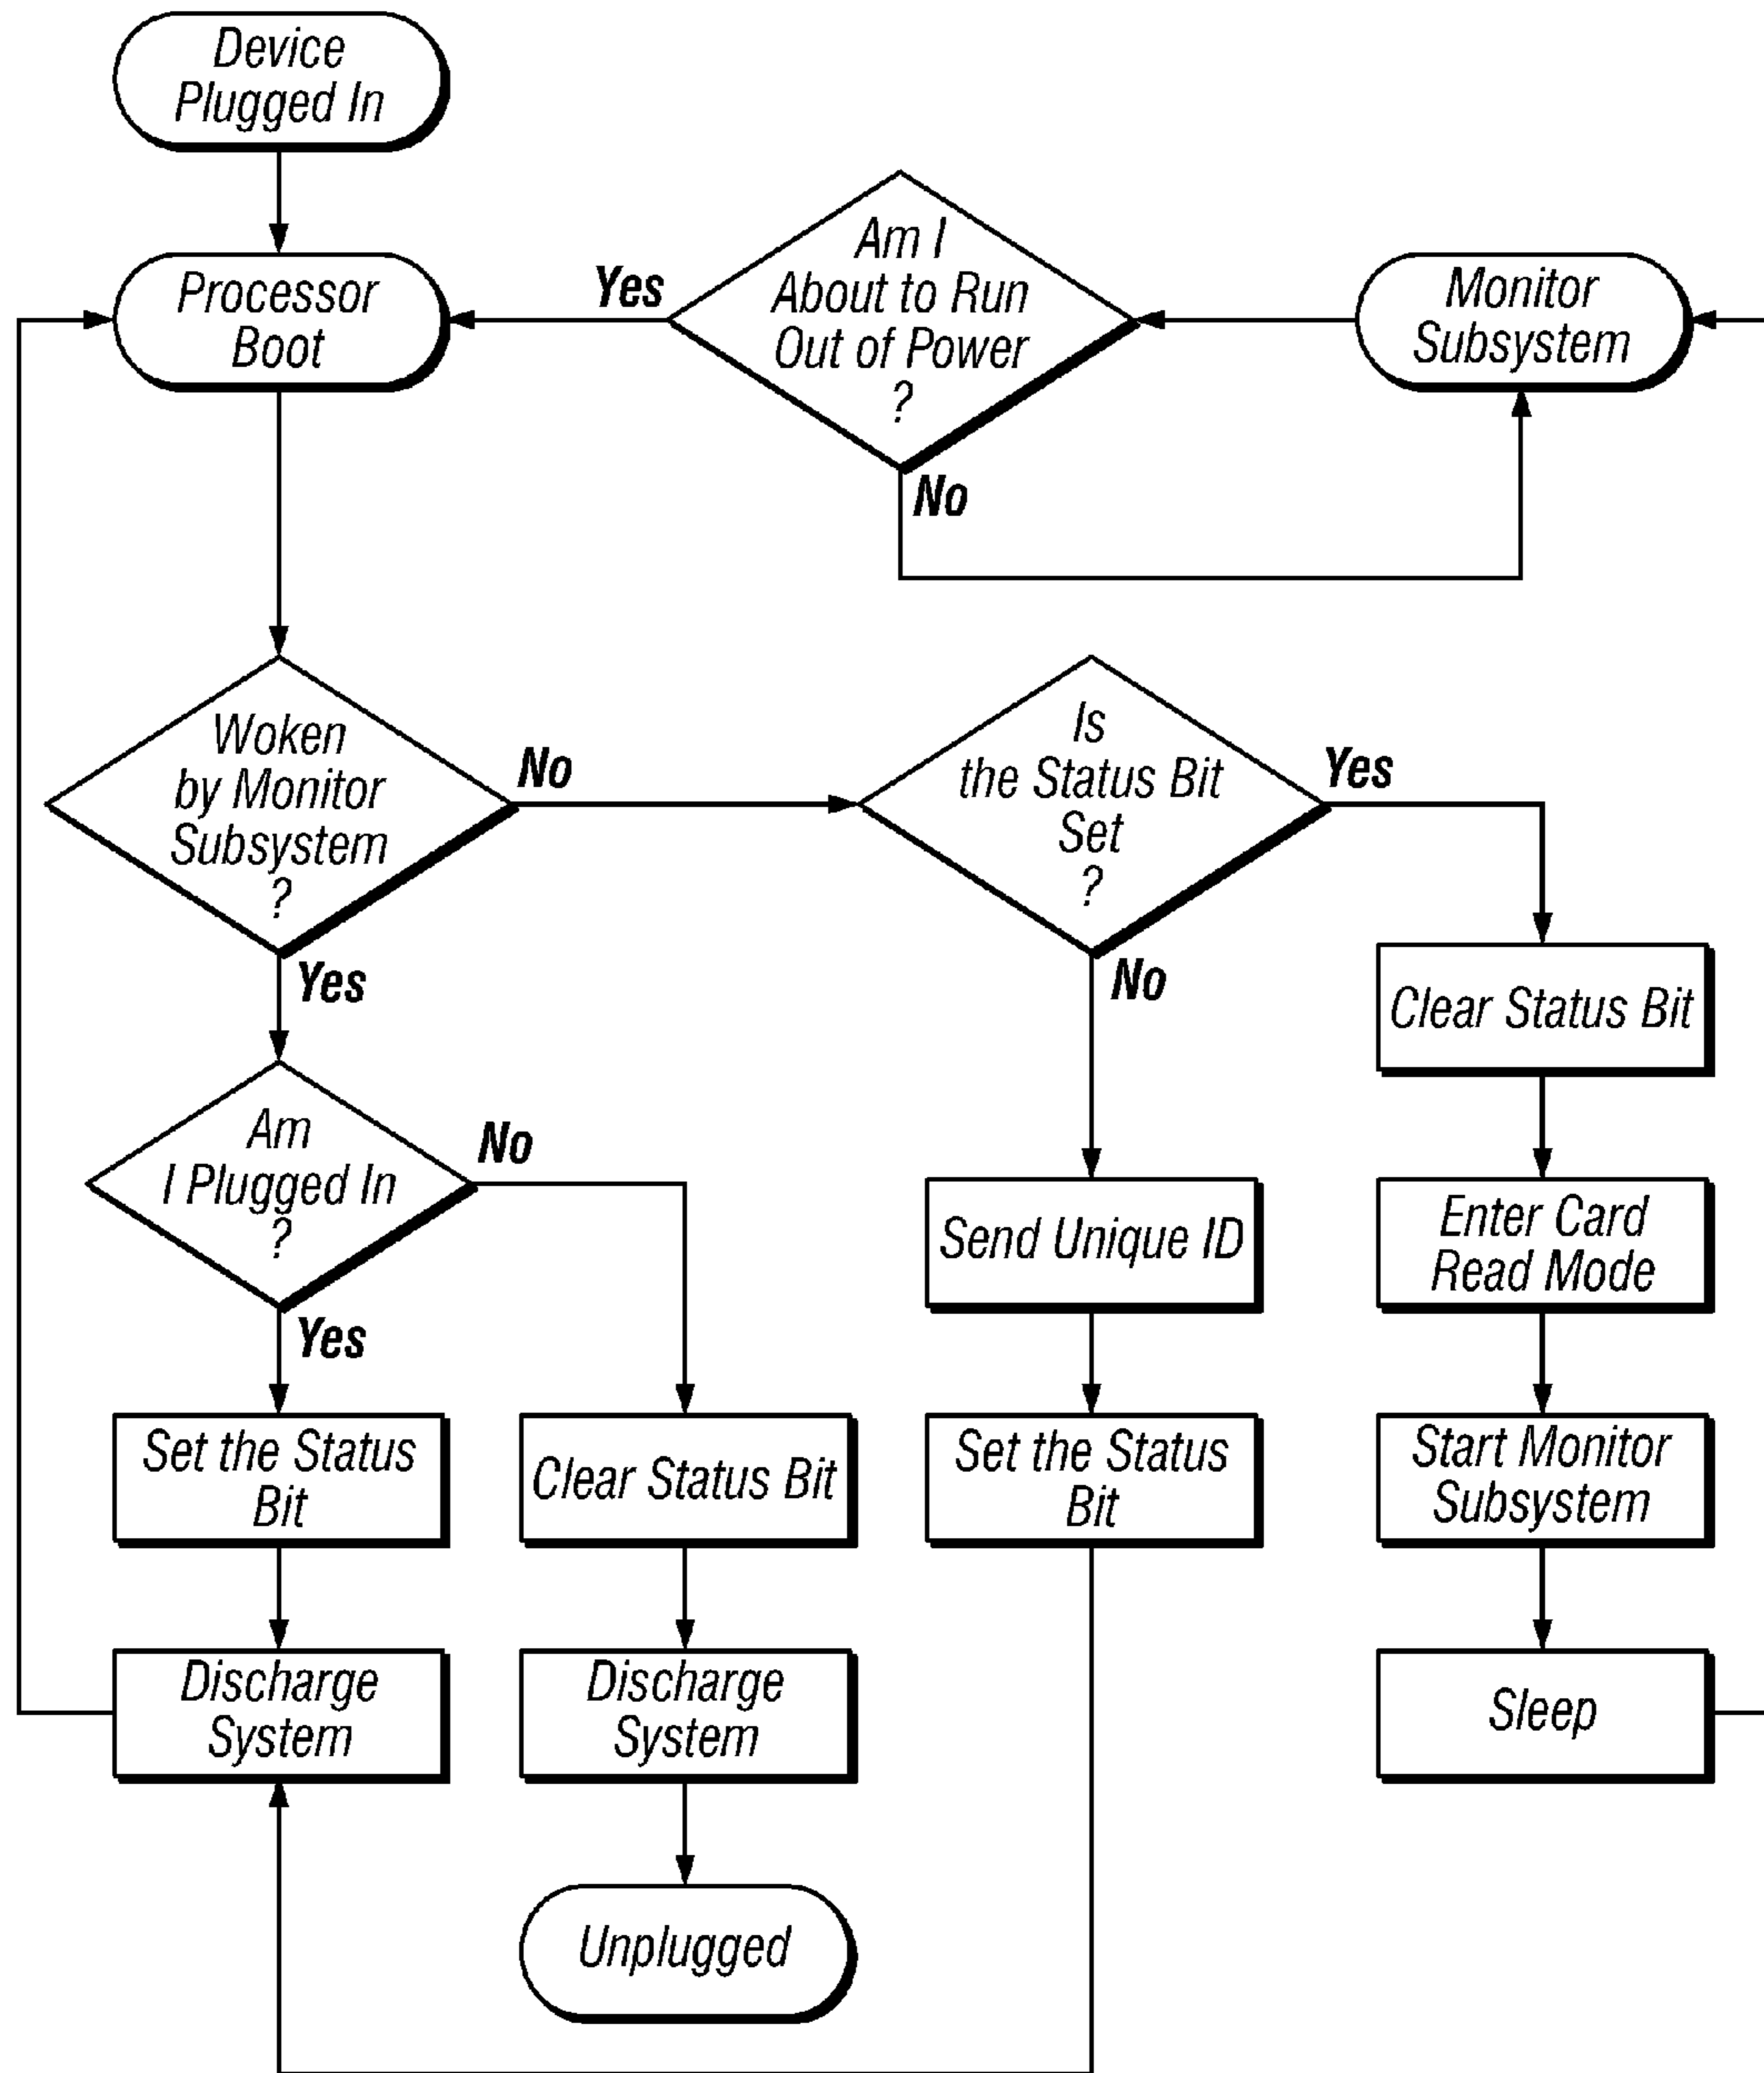 Device
Plugged In
Processor
Boot
Yes
Am I
About to Run
Out of Power
?
No
Monitor
Subsystem
Woken
by Monitor
Subsystem
?
No
Yes
Is
the Status Bit
Set
?
Yes
No
Clear Status Bit
Am
I Plugged In
?
No
Yes
Send Unique ID
Enter Card
Read Mode
Set the Status
Bit
Clear Status Bit
Set the Status
Bit
Start Monitor
Subsystem
Discharge
System
Discharge
System
Sleep
Unplugged